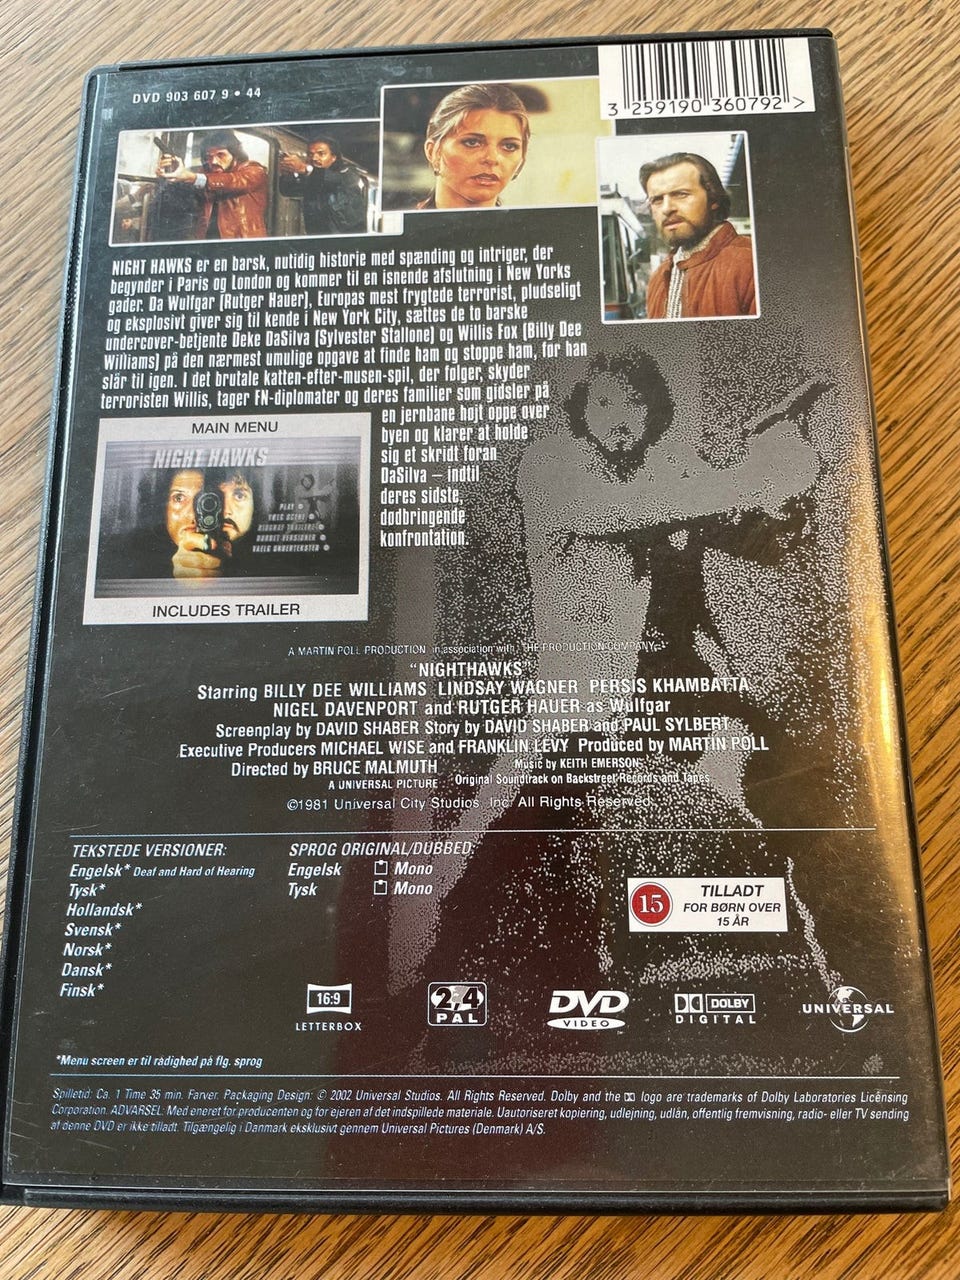 DVD 903 607 9 • 44
3 259190 360792 >
NIGHT HAWKS er en barsk, nutidig historie med spænding og intriger, der
begynder i Paris og London og kommer til en isnende afslutning i New Yorks
gader. Da Wulfgar (Rutger Hauer), Europas mest frygtede terrorist, pludseligt
og eksplosivt giver sig til kende i New York City, sættes de to barske
undercover-betjente Deke DaSilva (Sylvester Stallone) og Willis Fox (Billy Dee
Williams) på den nærmest umulige opgave at finde ham og stoppe ham, før han
slår til igen. I det brutale katten-efter-musen-spil, der følger, skyder
terroristen Willis, tager FN-diplomater og deres familier som gidsler på
en jernbane højt oppe over
byen og klarer at holde
sig et skridt foran
DaSilva – indtil
deres sidste,
dødbringende
konfrontation.
MAIN MENU
NIGHT HAWKS
PLAY
VÆLG SCENE
BIOGRAF TRAILERE
DUBBET VERSIONER
VAELG UNDERTEKSTER
INCLUDES TRAILER
A MARTIN POLL PRODUCTION in association with THE PRODUCTION COMPANY
"NIGHTHAWKS"
Starring BILLY DEE WILLIAMS LINDSAY WAGNER PERSIS KHAMBATTA
NIGEL DAVENPORT and RUTGER HAUER as Wulfgar
Screenplay by DAVID SHABER Story by DAVID SHABER and PAUL SYLBERT
Executive Producers MICHAEL WISE and FRANKLIN LEVY Produced by MARTIN POLL
Directed by BRUCE MALMUTH Music by KEITH EMERSON
A UNIVERSAL PICTURE Original Soundtrack on Backstreet Records and Tapes
©1981 Universal City Studios, Inc. All Rights Reserved.
TEKSTEDE VERSIONER:
Engelsk* Deaf and Hard of Hearing
Tysk*
Hollandsk*
Svensk*
Norsk*
Dansk*
Finsk*
SPROG ORIGINAL/DUBBED:
Engelsk Mono
Tysk Mono
15
TILLADT
FOR BØRN OVER
15 ÅR
16:9
LETTERBOX
2,4
PAL
DVD
VIDEO
DOLBY
DIGITAL
UNIVERSAL
*Menu screen er til rådighed på flg. sprog
Spilletid: Ca. 1 Time 35 min. Farver. Packaging Design: © 2002 Universal Studios. All Rights Reserved. Dolby and the logo are trademarks of Dolby Laboratories Licensing
Corporation. ADVARSEL: Med eneret for producenten og for ejeren af det indspillede materiale. Uautoriseret kopiering, udlejning, udlån, offentlig fremvisning, radio- eller TV sending
af denne DVD er ikke tilladt. Tilgængelig i Danmark eksklusivt gennem Universal Pictures (Denmark) A/S.